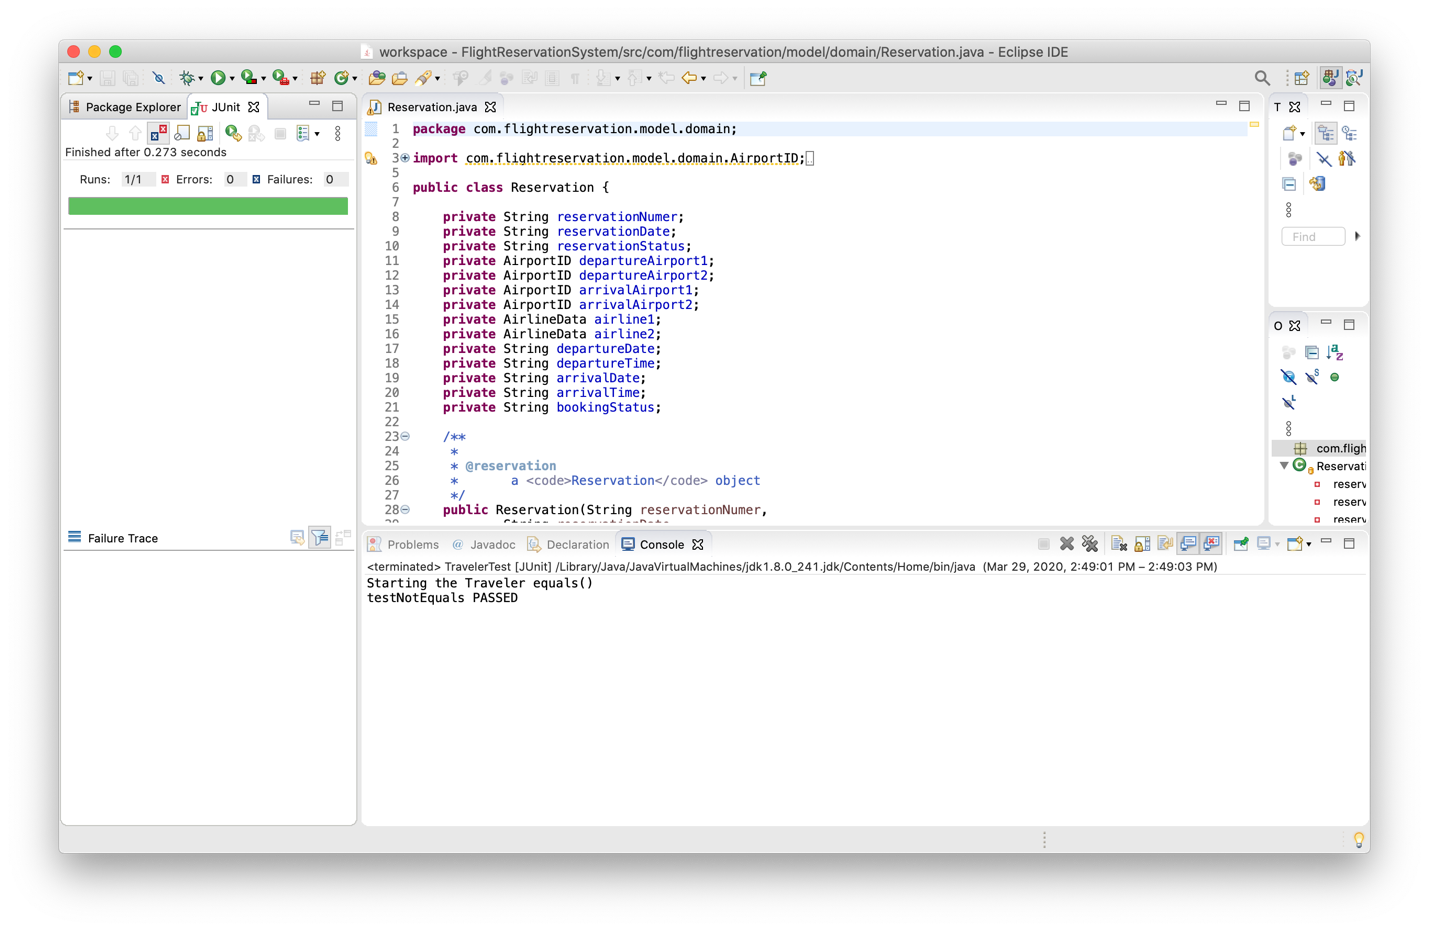 workspace - FlightReservationSystem/src/com/flightreservation/model/domain/Reservation.java - Eclipse IDE
Package Explorer
JUnit
Finished after 0.273 seconds
Runs: 1/1 Errors: 0 Failures: 0
Failure Trace
Reservation.java
1 package com.flightreservation.model.domain;
2
3 import com.flightreservation.model.domain.AirportID;
5
6 public class Reservation {
7
8 private String reservationNumer;
9 private String reservationDate;
10 private String reservationStatus;
11 private AirportID departureAirport1;
12 private AirportID departureAirport2;
13 private AirportID arrivalAirport1;
14 private AirportID arrivalAirport2;
15 private AirlineData airline1;
16 private AirlineData airline2;
17 private String departureDate;
18 private String departureTime;
19 private String arrivalDate;
20 private String arrivalTime;
21 private String bookingStatus;
22
23 /**
24 *
25 * @reservation
26 * a <code>Reservation</code> object
27 */
28 public Reservation(String reservationNumer,
T
Find
O
com.fligh
Reservati
reserv
reserv
reserv
Problems @ Javadoc Declaration Console
<terminated> TravelerTest [JUnit] /Library/Java/JavaVirtualMachines/jdk1.8.0_241.jdk/Contents/Home/bin/java (Mar 29, 2020, 2:49:01 PM – 2:49:03 PM)
Starting the Traveler equals()
testNotEquals PASSED